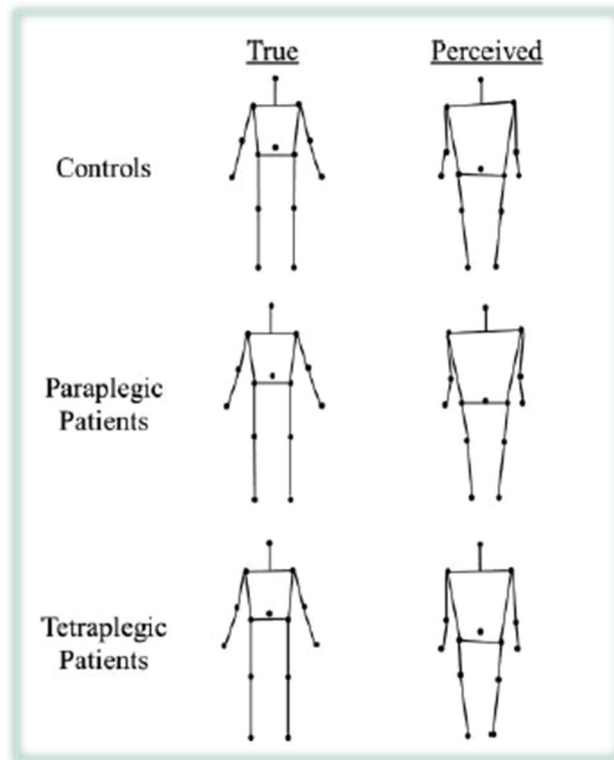 True
Perceived
Controls
Paraplegic
Patients
Tetraplegic
Patients